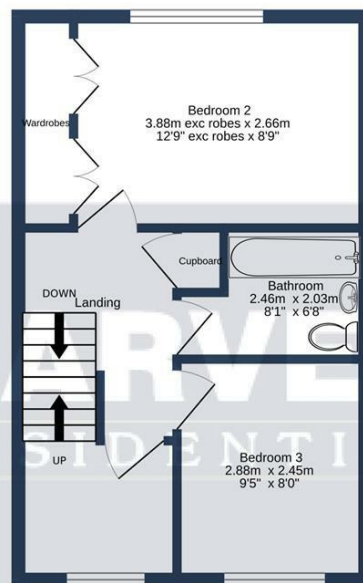 Bedroom 2
3.88m exc robes x 2.66m
12'9" exc robes x 8'9"
Wardrobes
Cupboard
Bathroom
2.46m x 2.03m
8'1" x 6'8"
DOWN
Landing
ARVE
SIDENTI
UP
Bedroom 3
2.88m x 2.45m
9'5" x 8'0"